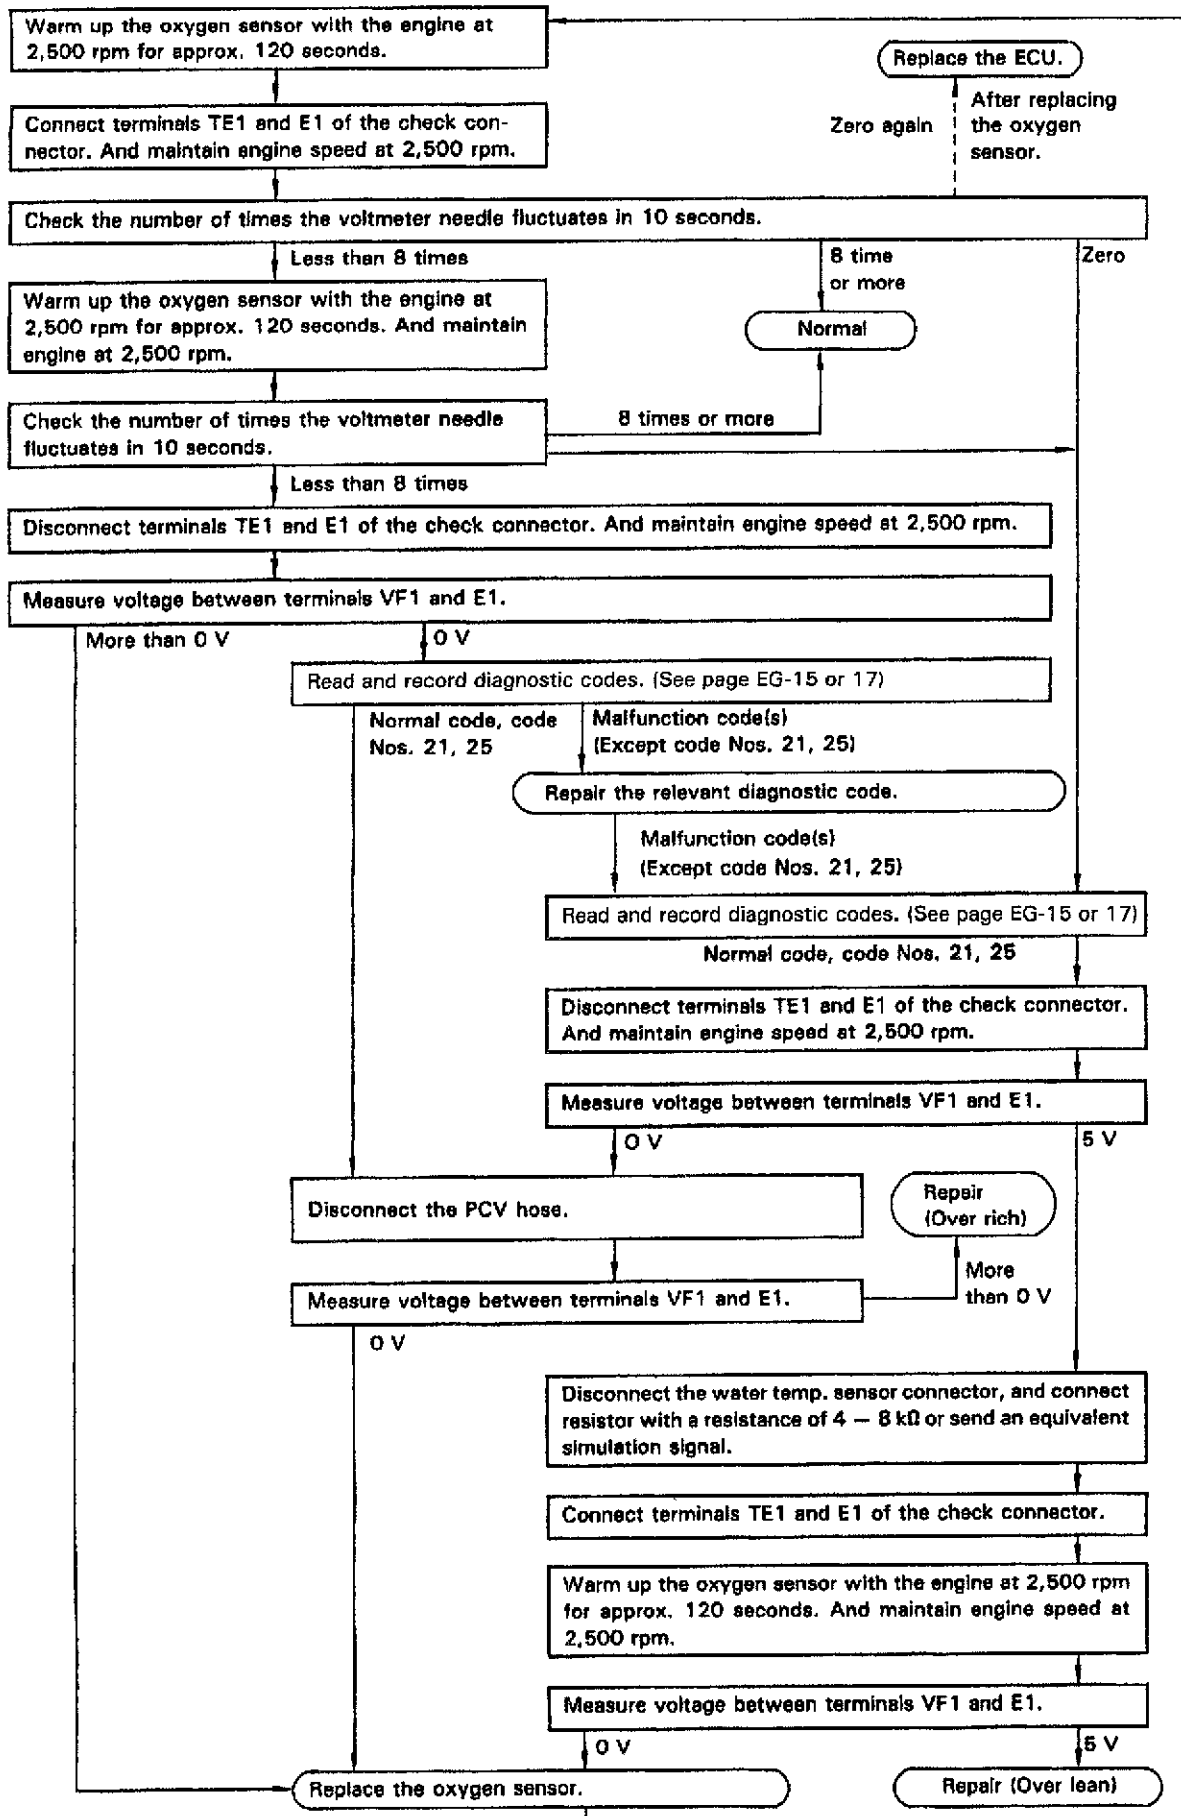 Warm up the oxygen sensor with the engine at
2,500 rpm for approx. 120 seconds.
Replace the ECU.
After replacing
the oxygen
sensor.
Zero again
Connect terminals TE1 and E1 of the check con-
nector. And maintain engine speed at 2,500 rpm.
Check the number of times the voltmeter needle fluctuates in 10 seconds.
Less than 8 times
8 time
or more
Zero
Warm up the oxygen sensor with the engine at
2,500 rpm for approx. 120 seconds. And maintain
engine at 2,500 rpm.
Normal
Check the number of times the voltmeter needle
fluctuates in 10 seconds.
8 times or more
Less than 8 times
Disconnect terminals TE1 and E1 of the check connector. And maintain engine speed at 2,500 rpm.
Measure voltage between terminals VF1 and E1.
More than 0 V
0 V
Read and record diagnostic codes. (See page EG-15 or 17)
Normal code, code
Nos. 21, 25
Malfunction code(s)
(Except code Nos. 21, 25)
Repair the relevant diagnostic code.
Malfunction code(s)
(Except code Nos. 21, 25)
Read and record diagnostic codes. (See page EG-15 or 17)
Normal code, code Nos. 21, 25
Disconnect terminals TE1 and E1 of the check connector.
And maintain engine speed at 2,500 rpm.
Measure voltage between terminals VF1 and E1.
0 V
5 V
Disconnect the PCV hose.
Repair
(Over rich)
Measure voltage between terminals VF1 and E1.
More
than 0 V
0 V
Disconnect the water temp. sensor connector, and connect
resistor with a resistance of 4 – 8 kΩ or send an equivalent
simulation signal.
Connect terminals TE1 and E1 of the check connector.
Warm up the oxygen sensor with the engine at 2,500 rpm
for approx. 120 seconds. And maintain engine speed at
2,500 rpm.
Measure voltage between terminals VF1 and E1.
0 V
5 V
Replace the oxygen sensor.
Repair (Over lean)